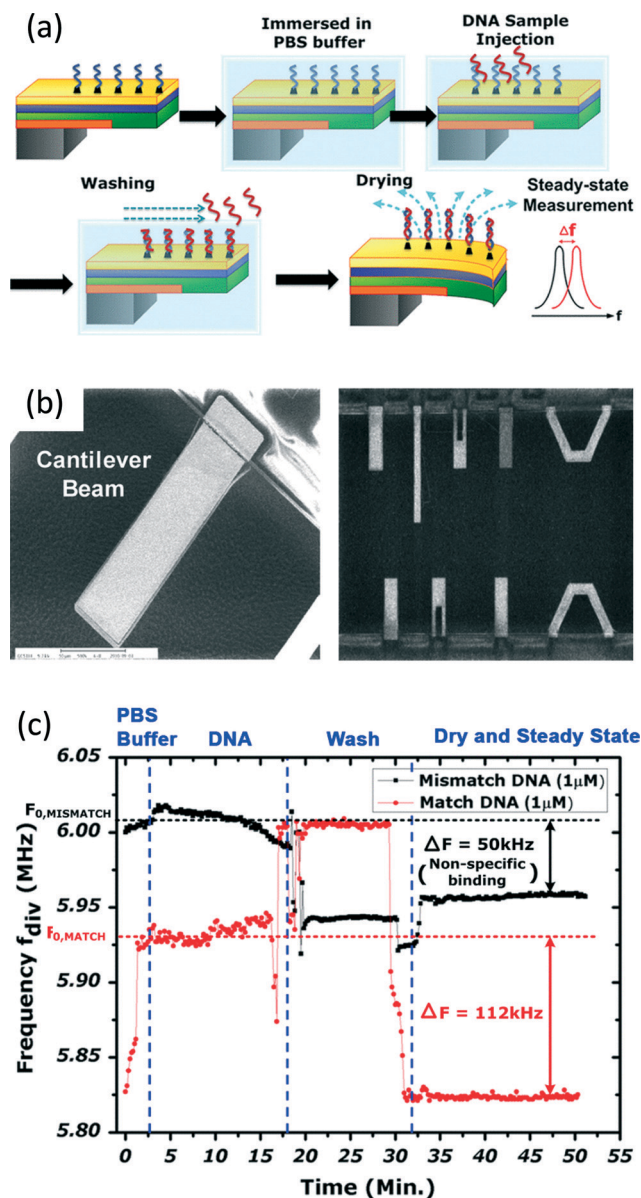 (a)
Immersed in
PBS buffer
DNA Sample
Injection
Washing
Drying
Steady-state
Measurement
Δf
f
(b)
Cantilever
Beam
(c)
PBS
Buffer
DNA
Wash
Dry and Steady State
Frequency f_div (MHz)
6.05
6.00
5.95
5.90
5.85
5.80
F0,MISMATCH
F0,MATCH
Mismatch DNA (1μM)
Match DNA (1μM)
ΔF = 50kHz
(Non-specific
binding)
ΔF = 112kHz
0 5 10 15 20 25 30 35 40 45 50 55
Time (Min.)